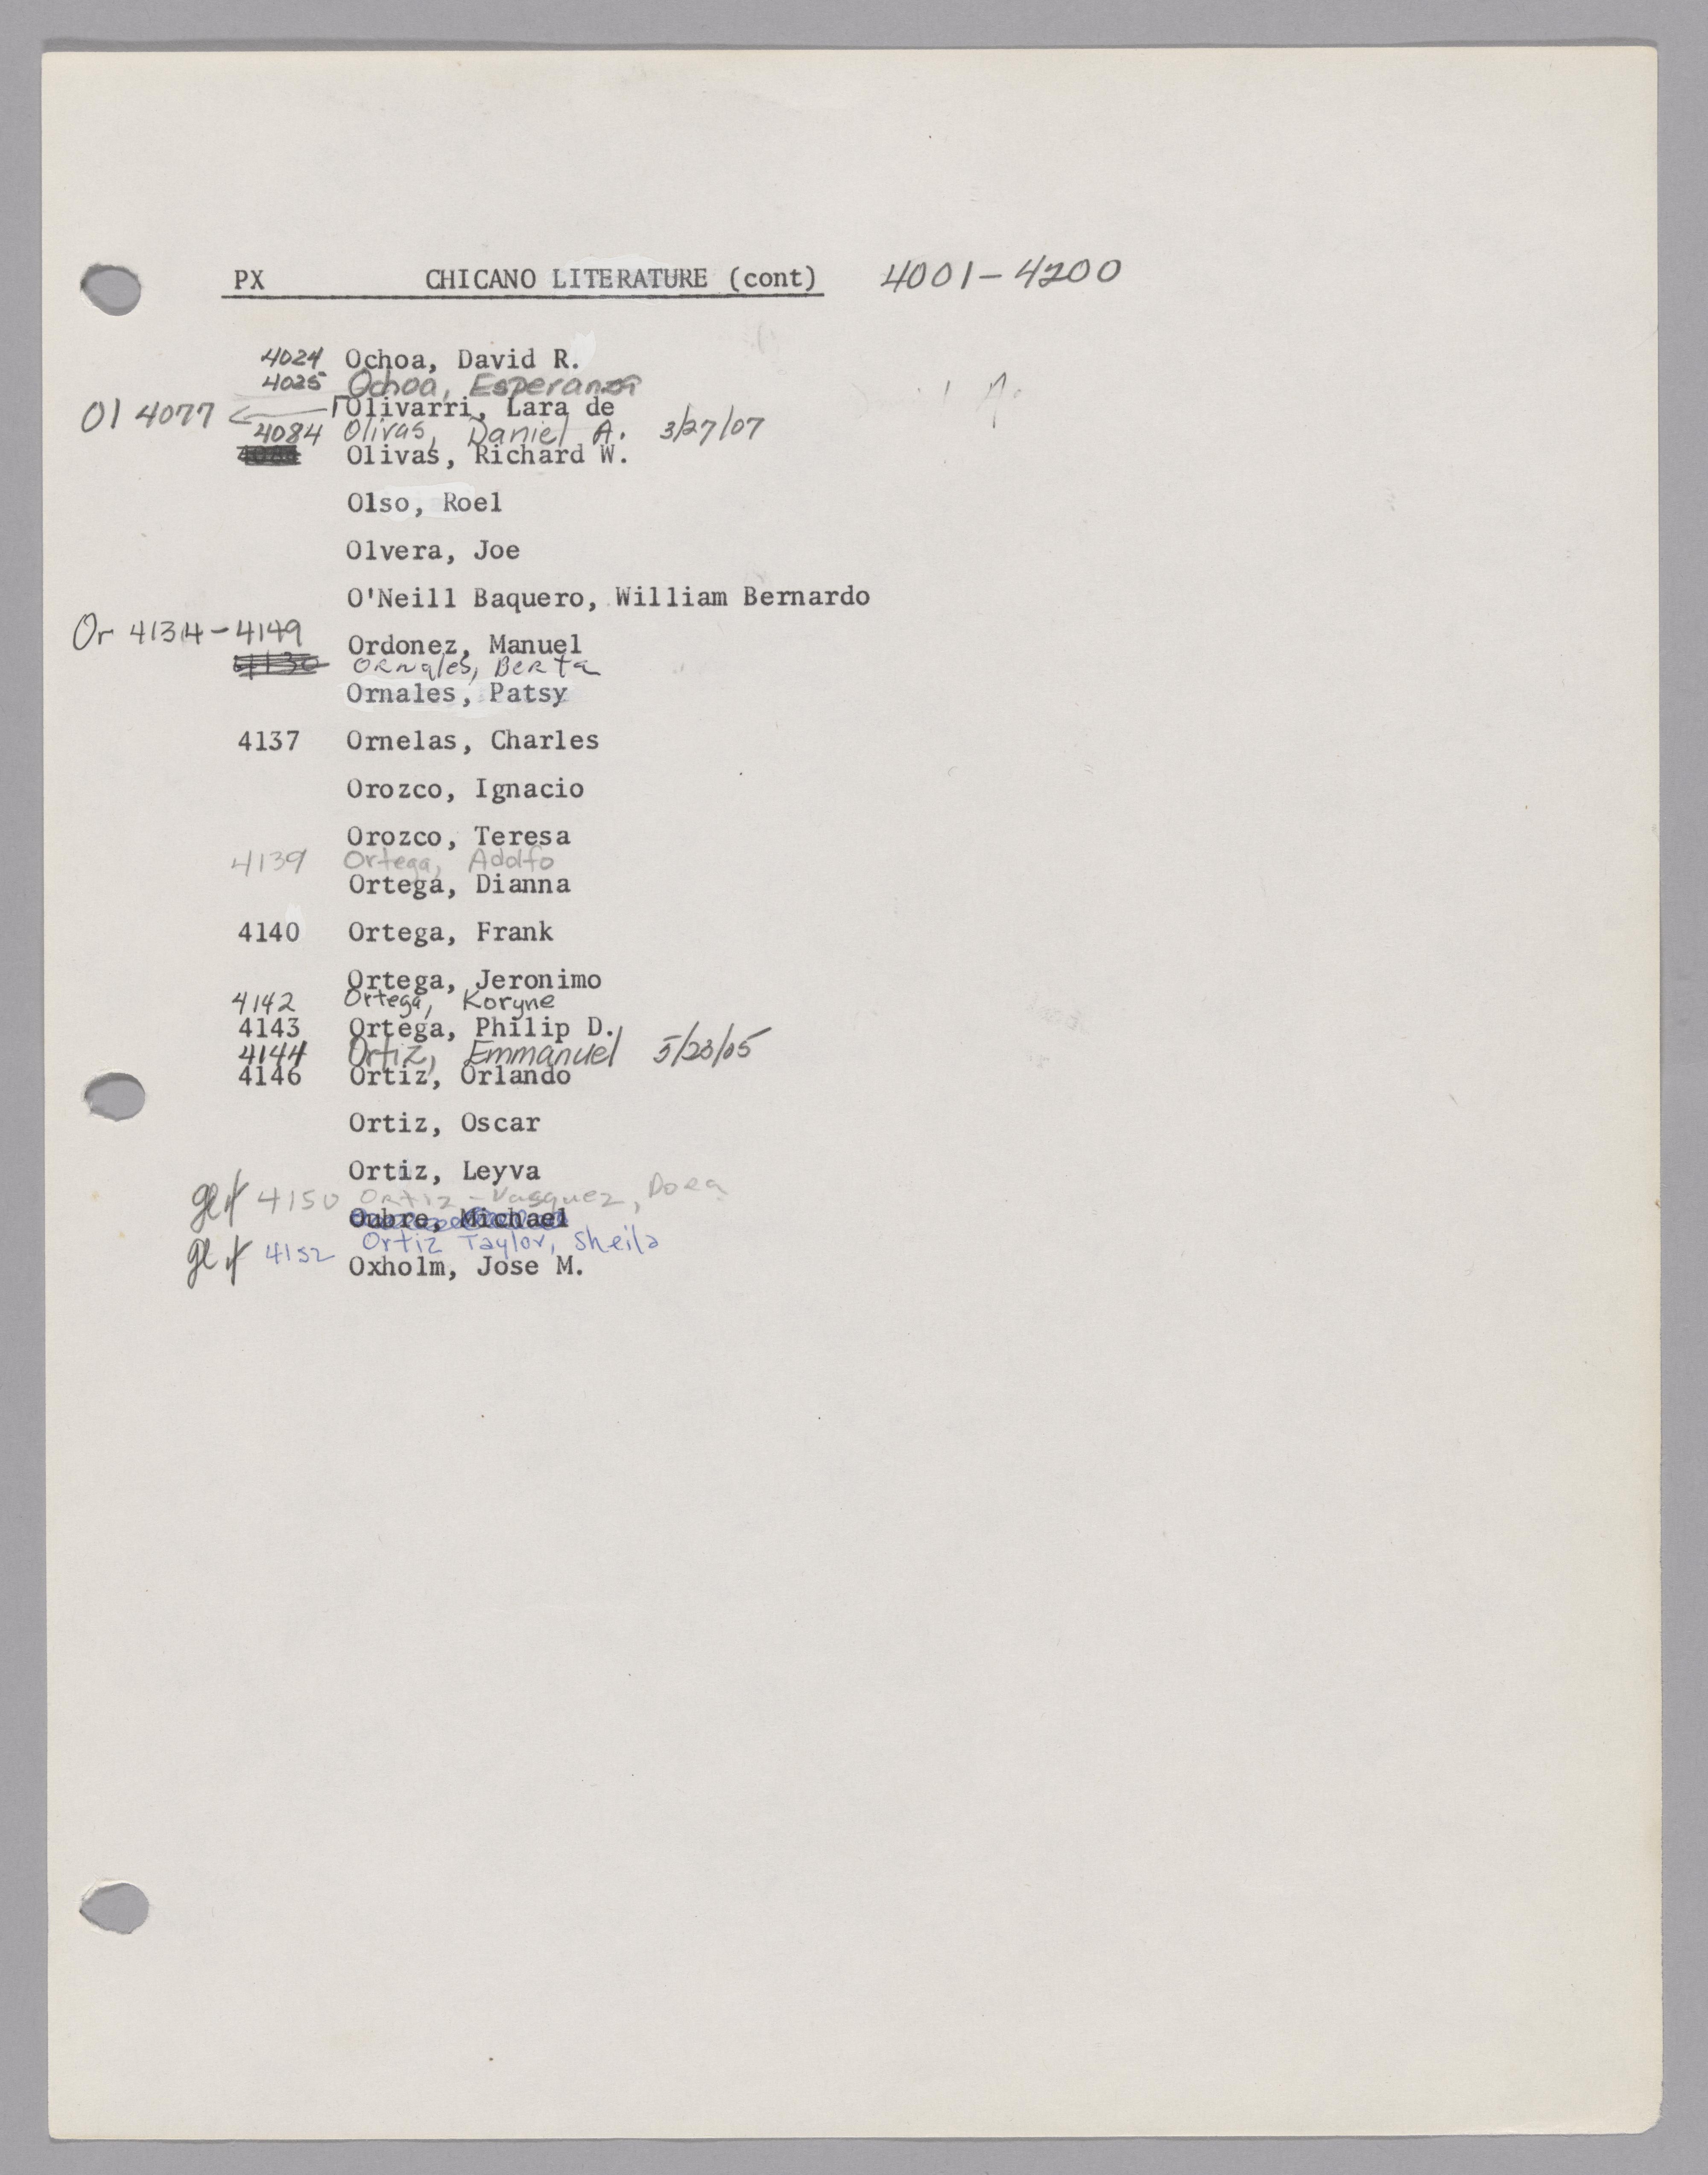 PX CHICANO LITERATURE (cont) 4001-4200
4024 Ochoa, David R.
4025 Ochoa, Esperanza
Ol 4077 Olivarri, Lara de
4084 Olivas, Daniel A. 3/27/07
Olivas, Richard W.
Olso, Roel
Olvera, Joe
O'Neill Baquero, William Bernardo
Or 4134-4149
Ordonez, Manuel
4130 Ornales, Berta
Ornales, Patsy
4137 Ornelas, Charles
Orozco, Ignacio
Orozco, Teresa
4139 Ortega, Adolfo
Ortega, Dianna
4140 Ortega, Frank
Ortega, Jeronimo
4142 Ortega, Koryne
4143 Ortega, Philip D.
4144 Ortiz, Emmanuel 5/23/05
4146 Ortiz, Orlando
Ortiz, Oscar
Ortiz, Leyva
4150 Ortiz-Vasquez, Dora
Oubre, Michael
4152 Ortiz Taylor, Sheila
Oxholm, Jose M.